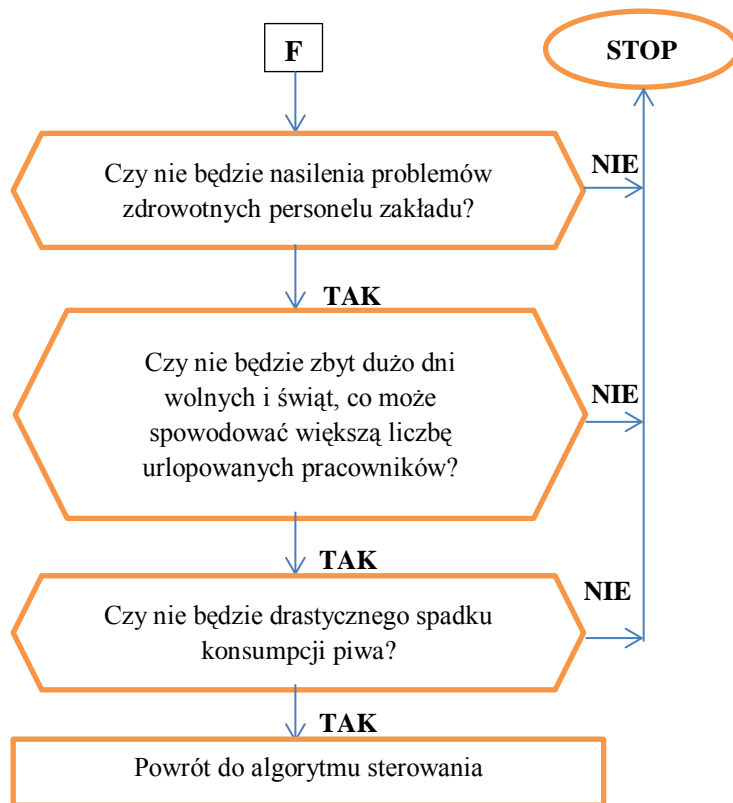 F
STOP
Czy nie będzie nasilenia problemów
zdrowotnych personelu zakładu?
NIE
TAK
Czy nie będzie zbyt dużo dni
wolnych i świąt, co może
spowodować większą liczbę
urlopowanych pracowników?
NIE
TAK
Czy nie będzie drastycznego spadku
konsumpcji piwa?
NIE
TAK
Powrót do algorytmu sterowania